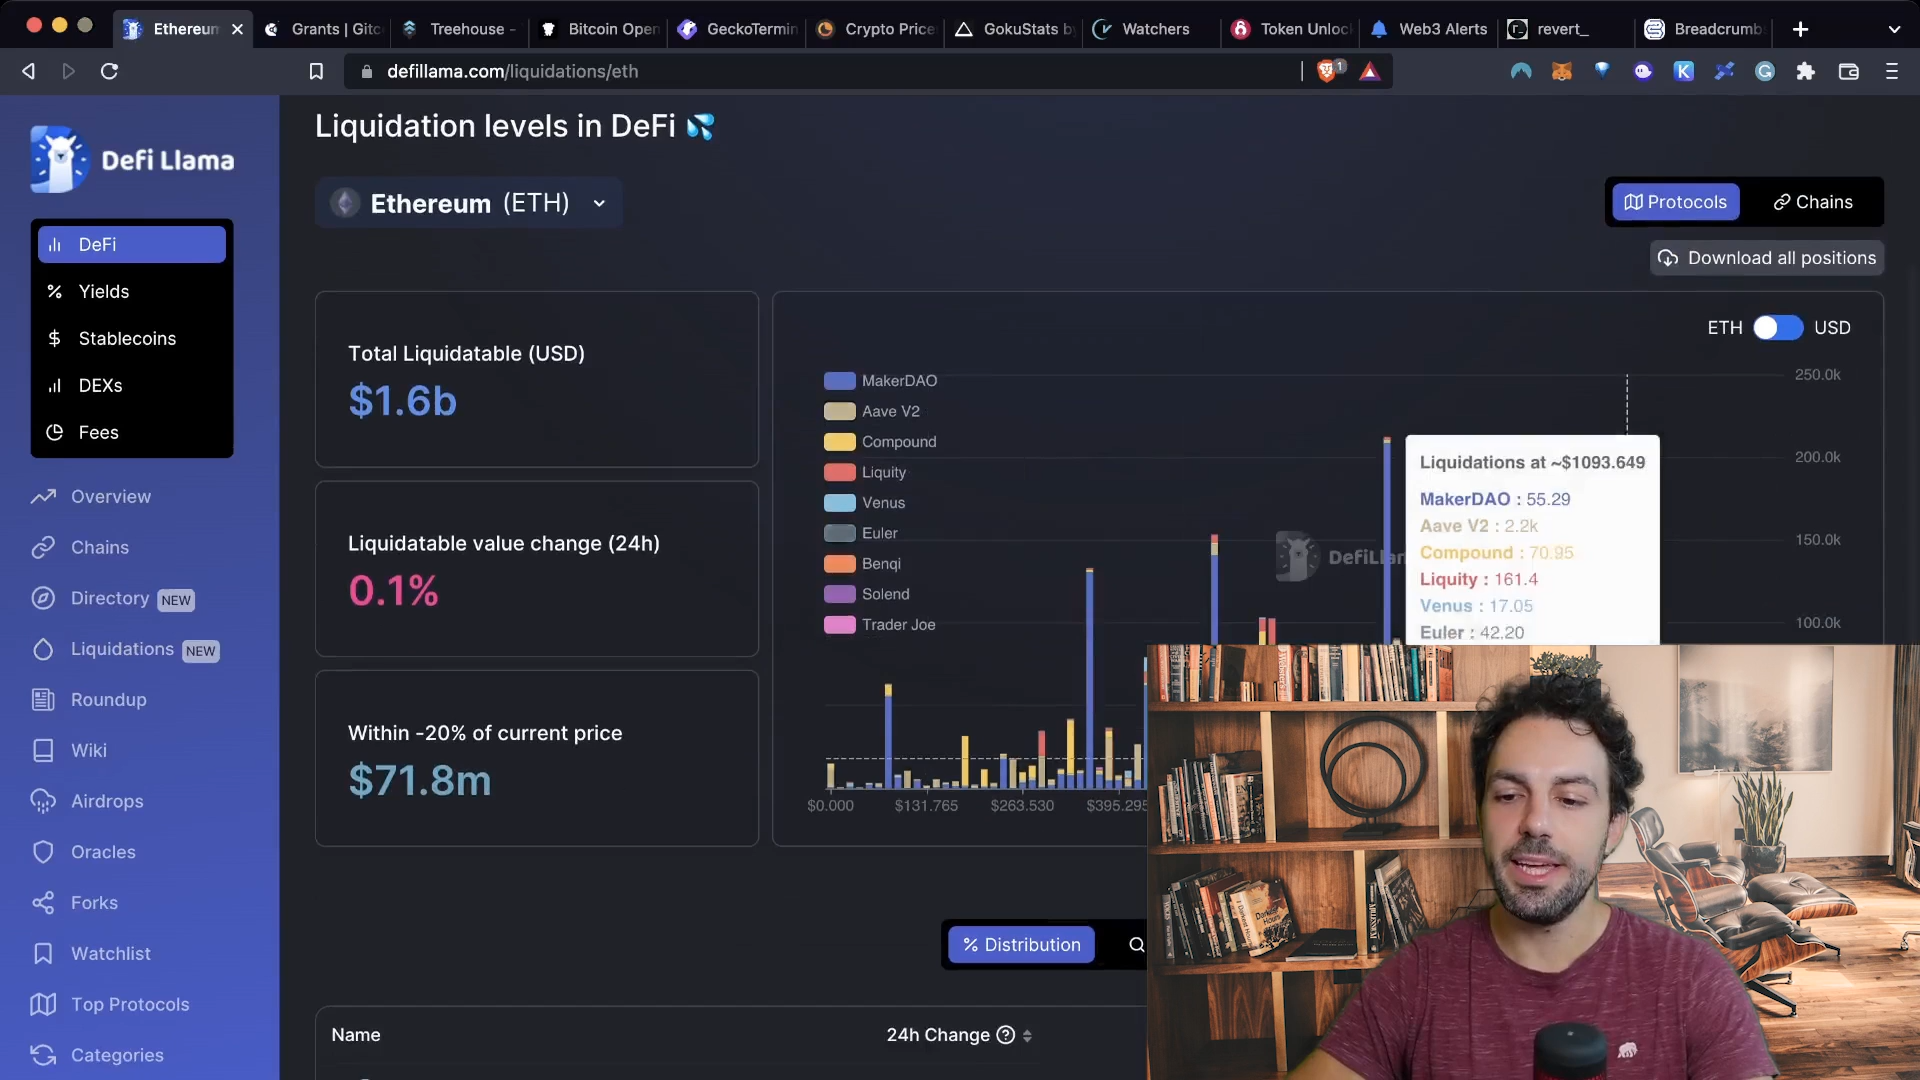 Ethereum
Grants | Gitc
Treehouse -
Bitcoin Open
GeckoTermin
Crypto Price
GokuStats by
Watchers
Token Unloc
Web3 Alerts
revert_
Breadcrumb
defillama.com/liquidations/eth
1
Defi Llama
DeFi
Yields
Stablecoins
DEXs
Fees
Overview
Chains
Directory NEW
Liquidations NEW
Roundup
Wiki
Airdrops
Oracles
Forks
Watchlist
Top Protocols
Categories
Liquidation levels in DeFi
Ethereum (ETH)
Protocols
Chains
Download all positions
Total Liquidatable (USD)
$1.6b
Liquidatable value change (24h)
0.1%
Within -20% of current price
$71.8m
ETH USD
MakerDAO
Aave V2
Compound
Liquity
Venus
Euler
Benqi
Solend
Trader Joe
250.0k
200.0k
150.0k
100.0k
DefiLlam
Liquidations at ~$1093.649
MakerDAO : 55.29
Aave V2 : 2.2k
Compound : 70.95
Liquity : 161.4
Venus : 17.05
Euler : 42.20
$0.000
$131.765
$263.530
$395.295
% Distribution
Name
24h Change